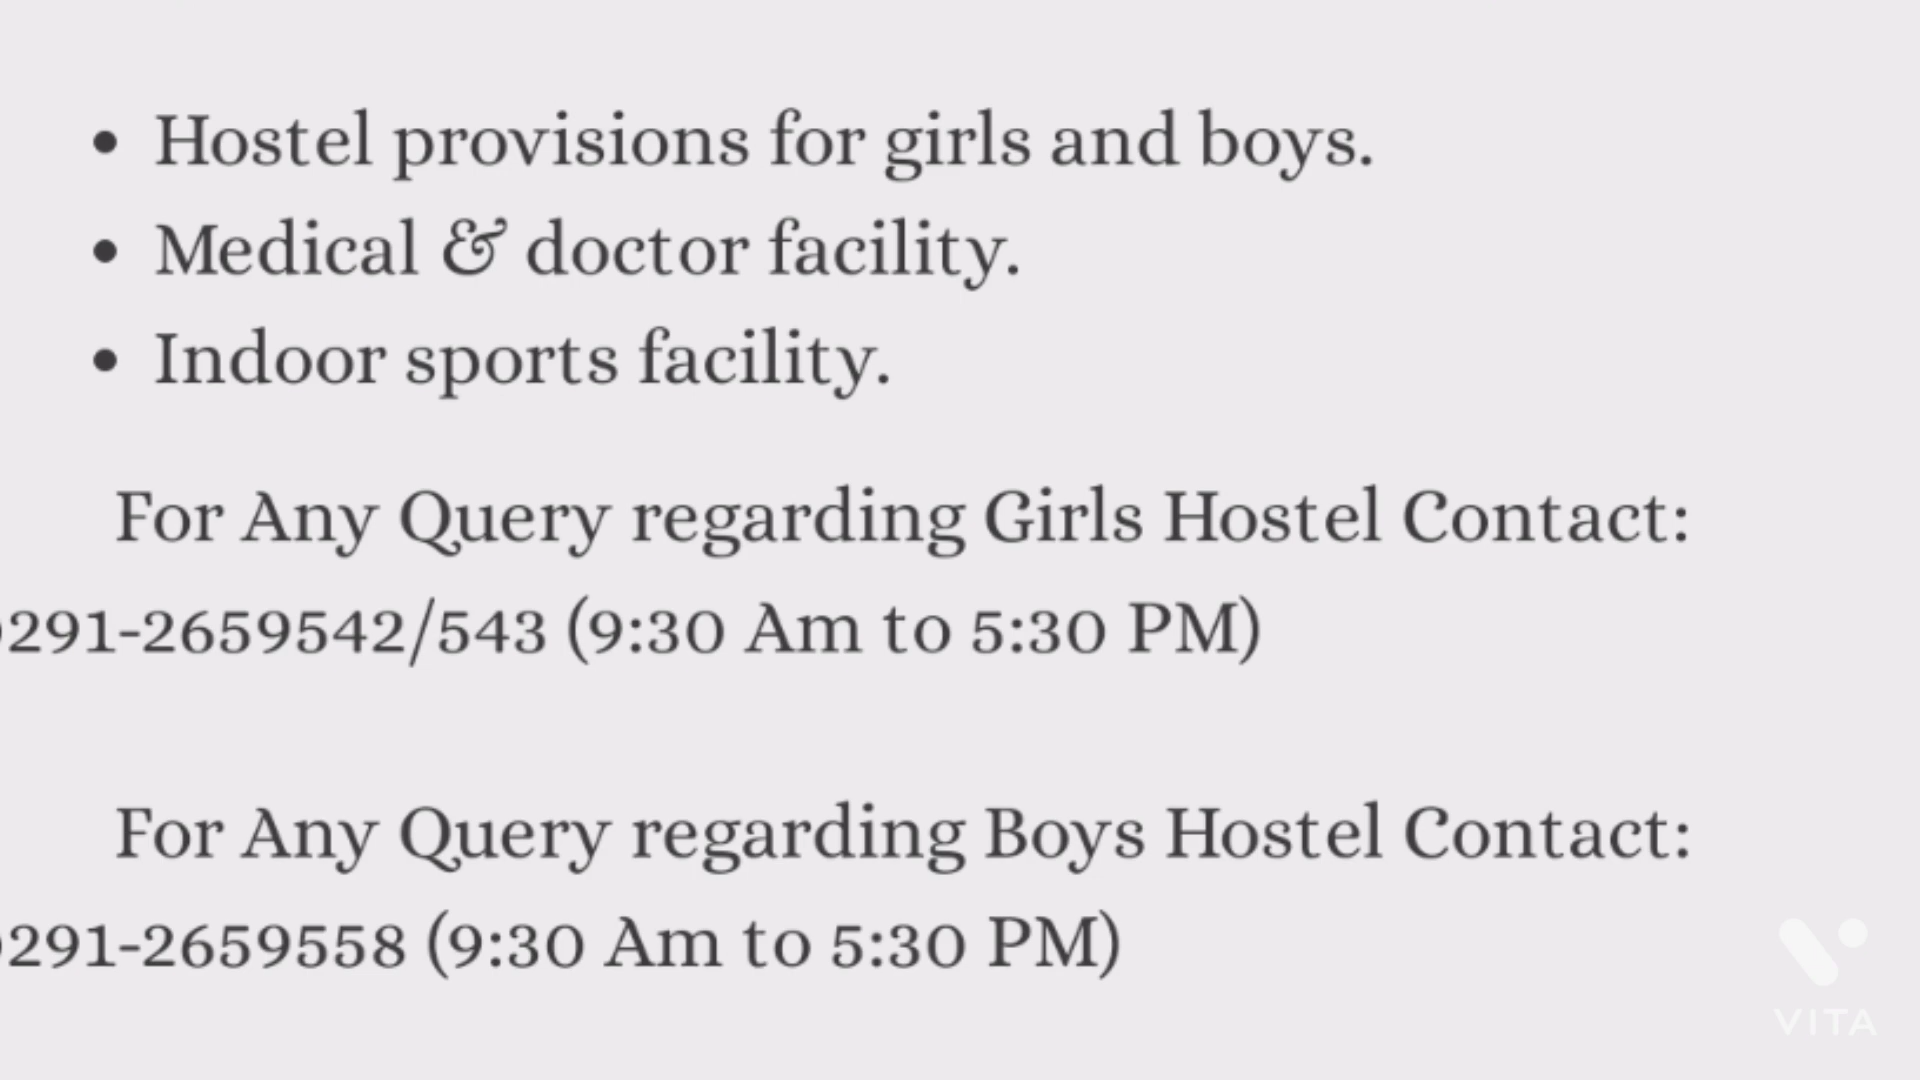 • Hostel provisions for girls and boys.
• Medical & doctor facility.
• Indoor sports facility.
For Any Query regarding Girls Hostel Contact:
0291-2659542/543 (9:30 Am to 5:30 PM)
For Any Query regarding Boys Hostel Contact:
0291-2659558 (9:30 Am to 5:30 PM)
VITA